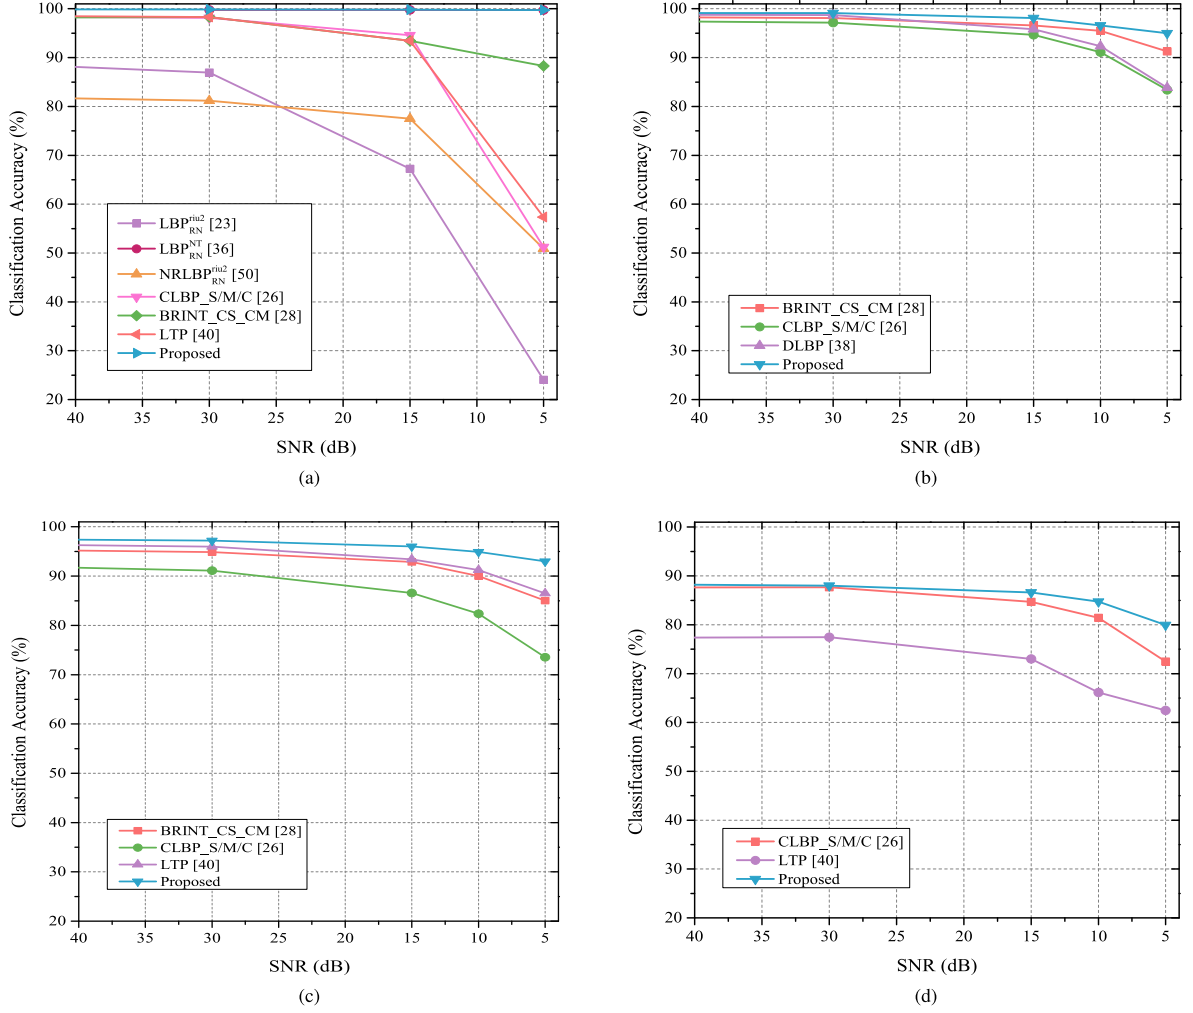 100
90
80
70
60
50
40
30
20
Classification Accuracy (%)
LBP^{riu2}_{RN} [23]
LBP^{NT}_{RN} [36]
NRLBP^{riu2}_{RN} [50]
CLBP_S/M/C [26]
BRINT_CS_CM [28]
LTP [40]
Proposed
40 35 30 25 20 15 10 5
SNR (dB)
(a)
100
90
80
70
60
50
40
30
20
Classification Accuracy (%)
BRINT_CS_CM [28]
CLBP_S/M/C [26]
DLBP [38]
Proposed
40 35 30 25 20 15 10 5
SNR (dB)
(b)
100
90
80
70
60
50
40
30
20
Classification Accuracy (%)
BRINT_CS_CM [28]
CLBP_S/M/C [26]
LTP [40]
Proposed
40 35 30 25 20 15 10 5
SNR (dB)
(c)
100
90
80
70
60
50
40
30
20
Classification Accuracy (%)
CLBP_S/M/C [26]
LTP [40]
Proposed
40 35 30 25 20 15 10 5
SNR (dB)
(d)